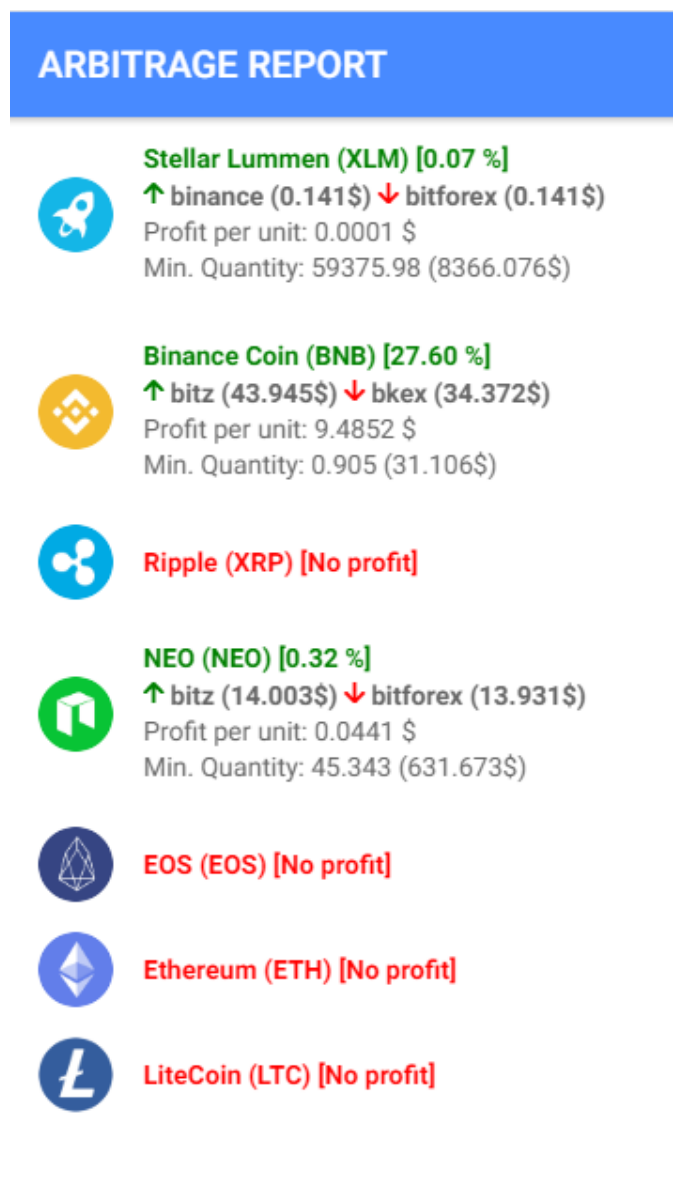 ARBITRAGE REPORT
Stellar Lummen (XLM) [0.07 %]
↑ binance (0.141$) ↓ bitforex (0.141$)
Profit per unit: 0.0001 $
Min. Quantity: 59375.98 (8366.076$)
Binance Coin (BNB) [27.60 %]
↑ bitz (43.945$) ↓ bkex (34.372$)
Profit per unit: 9.4852 $
Min. Quantity: 0.905 (31.106$)
Ripple (XRP) [No profit]
NEO (NEO) [0.32 %]
↑ bitz (14.003$) ↓ bitforex (13.931$)
Profit per unit: 0.0441 $
Min. Quantity: 45.343 (631.673$)
EOS (EOS) [No profit]
Ethereum (ETH) [No profit]
LiteCoin (LTC) [No profit]